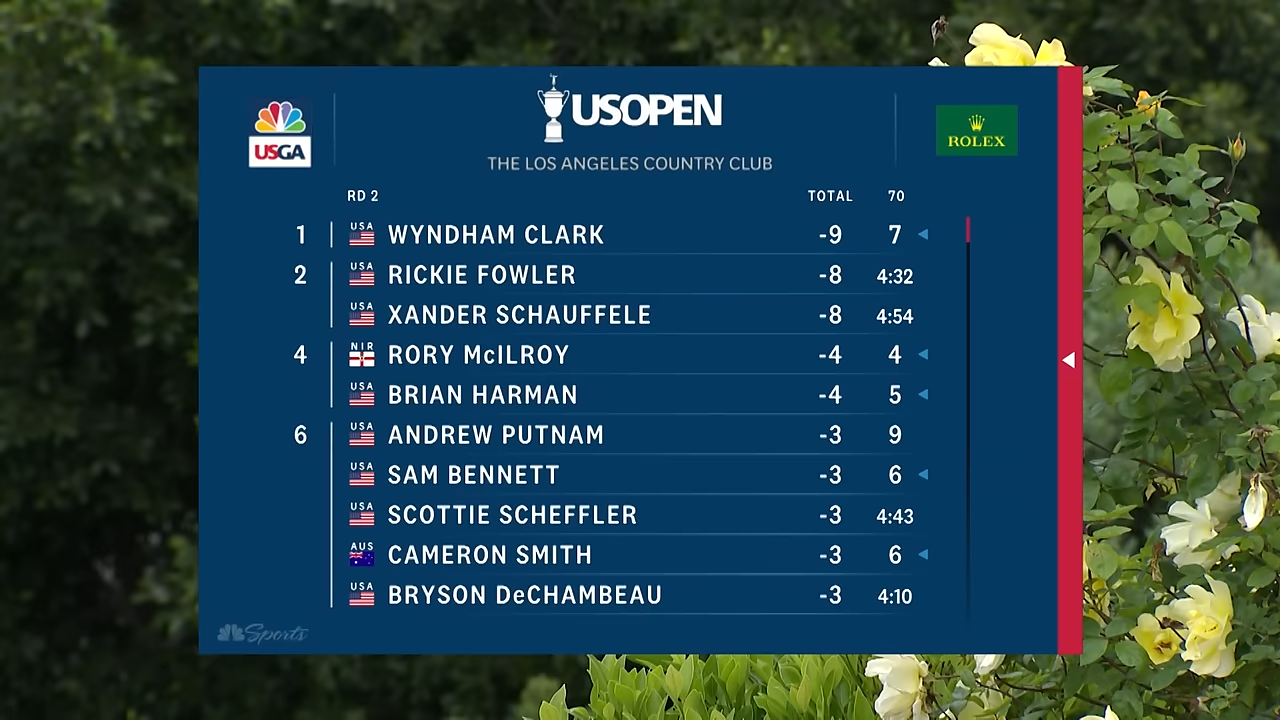 USOPEN
USGA
ROLEX
THE LOS ANGELES COUNTRY CLUB
RD 2 TOTAL 70
1 USA WYNDHAM CLARK -9 7
2 USA RICKIE FOWLER -8 4:32
USA XANDER SCHAUFFELE -8 4:54
4 NIR RORY McILROY -4 4
USA BRIAN HARMAN -4 5
6 USA ANDREW PUTNAM -3 9
USA SAM BENNETT -3 6
USA SCOTTIE SCHEFFLER -3 4:43
AUS CAMERON SMITH -3 6
USA BRYSON DeCHAMBEAU -3 4:10
Sports